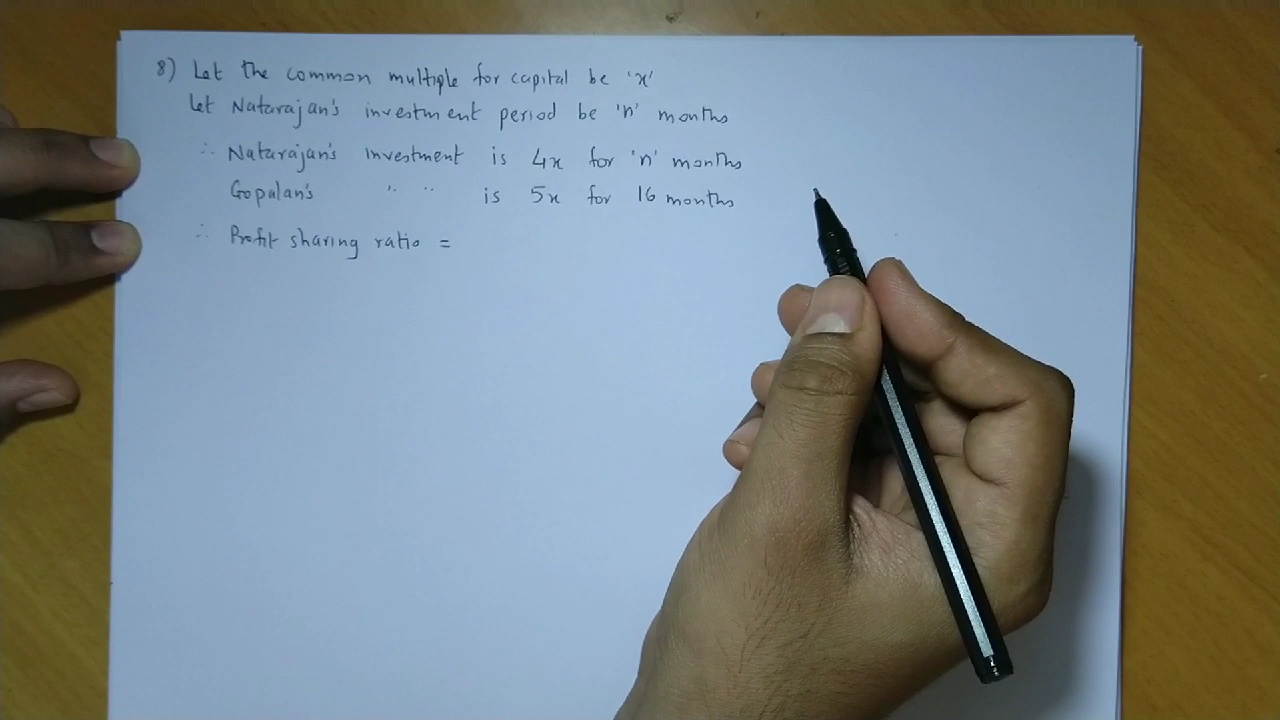 8) Let the common multiple for capital be 'x'
Let Natarajan's investment period be 'n' months
∴ Natarajan's investment is 4x for 'n' months
Gopalan's " " is 5x for 16 months
∴ Profit sharing ratio =